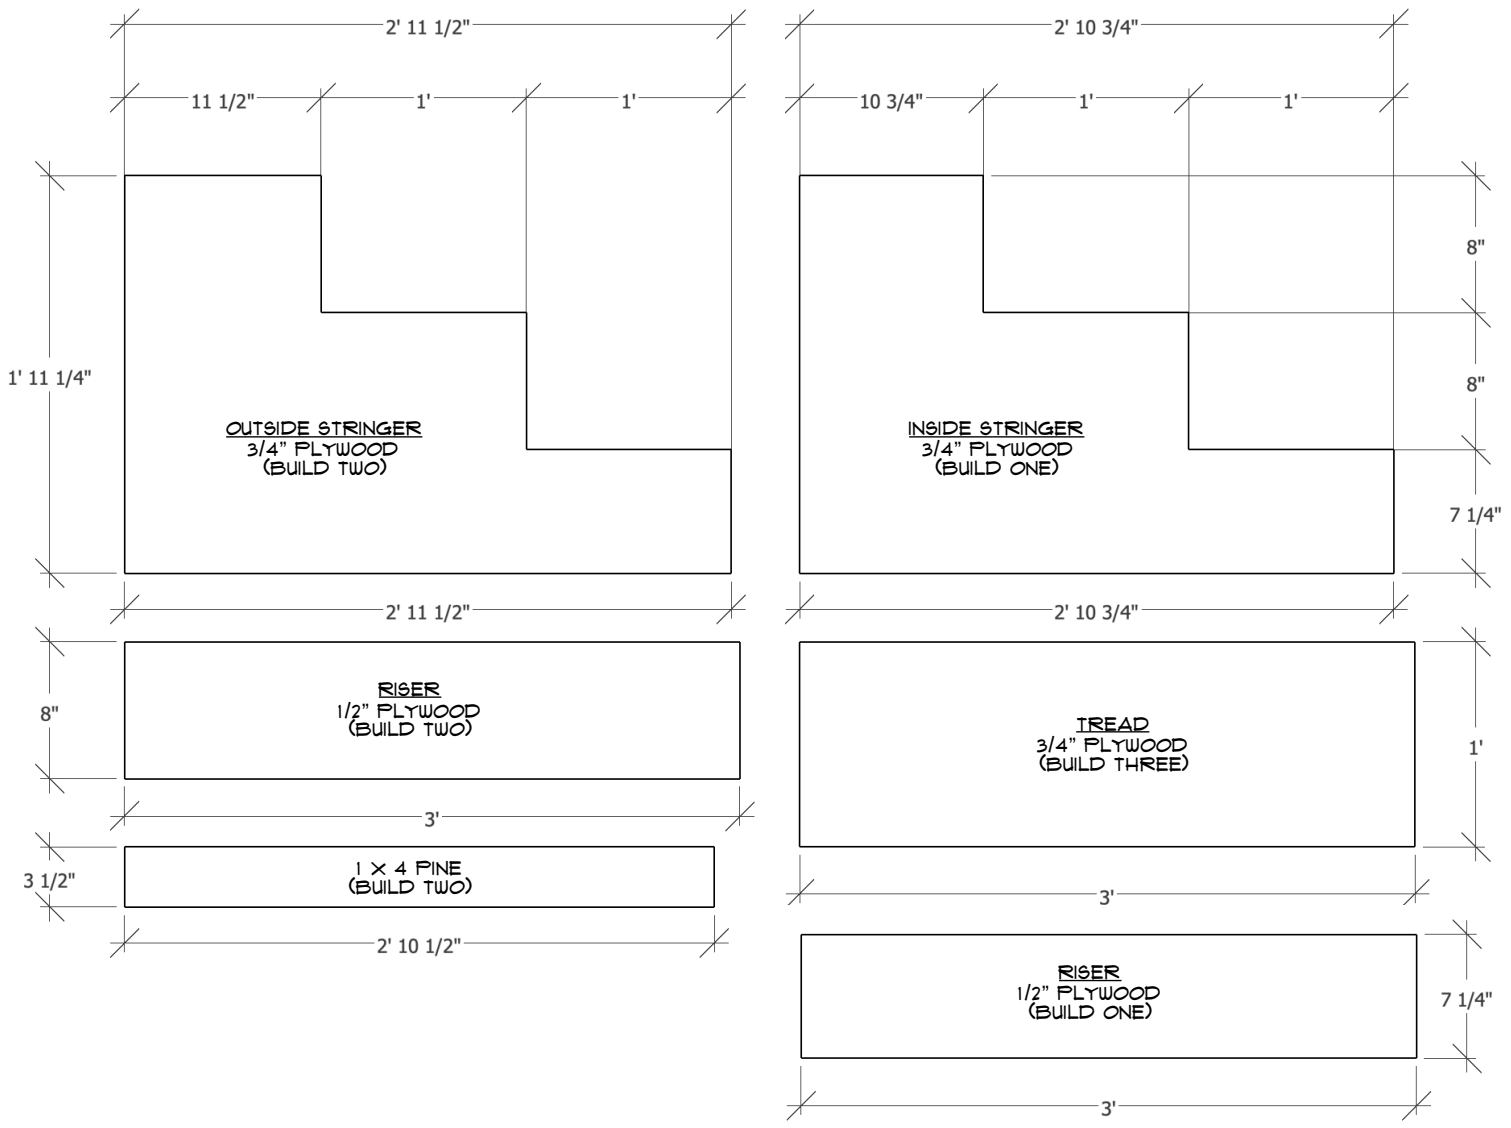 2' 11 1/2"
2' 10 3/4"
11 1/2"
1'
1'
10 3/4"
1'
1'
8"
1' 11 1/4"
8"
OUTSIDE STRINGER
3/4" PLYWOOD
(BUILD TWO)
INSIDE STRINGER
3/4" PLYWOOD
(BUILD ONE)
7 1/4"
2' 11 1/2"
2' 10 3/4"
8"
RISER
1/2" PLYWOOD
(BUILD TWO)
TREAD
3/4" PLYWOOD
(BUILD THREE)
1'
3'
3 1/2"
1 X 4 PINE
(BUILD TWO)
3'
2' 10 1/2"
RISER
1/2" PLYWOOD
(BUILD ONE)
7 1/4"
3'